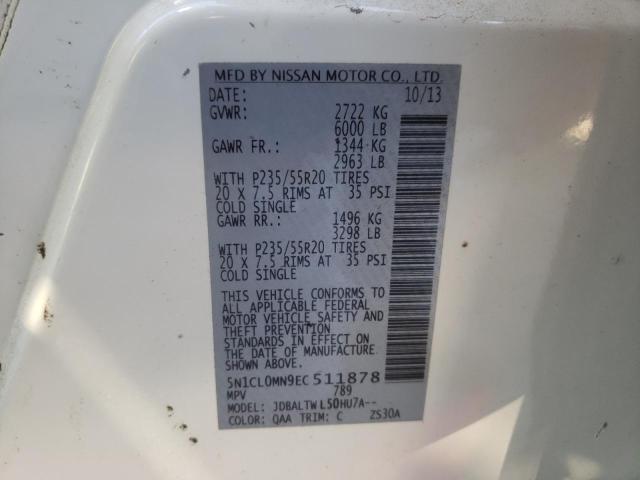 MFD BY NISSAN MOTOR CO., LTD.
DATE: 10/13
GVWR: 2722 KG
6000 LB
GAWR FR.: 1344 KG
2963 LB
WITH P235/55R20 TIRES
20 X 7.5 RIMS AT 35 PSI
COLD SINGLE
GAWR RR.: 1496 KG
3298 LB
WITH P235/55R20 TIRES
20 X 7.5 RIMS AT 35 PSI
COLD SINGLE
THIS VEHICLE CONFORMS TO
ALL APPLICABLE FEDERAL
MOTOR VEHICLE SAFETY AND
THEFT PREVENTION
STANDARDS IN EFFECT ON
THE DATE OF MANUFACTURE
SHOWN ABOVE.
5N1CL0MN9EC511878
MPV 789
MODEL: JDBALTWL50HU7A--
COLOR: QAA TRIM: C ZS30A